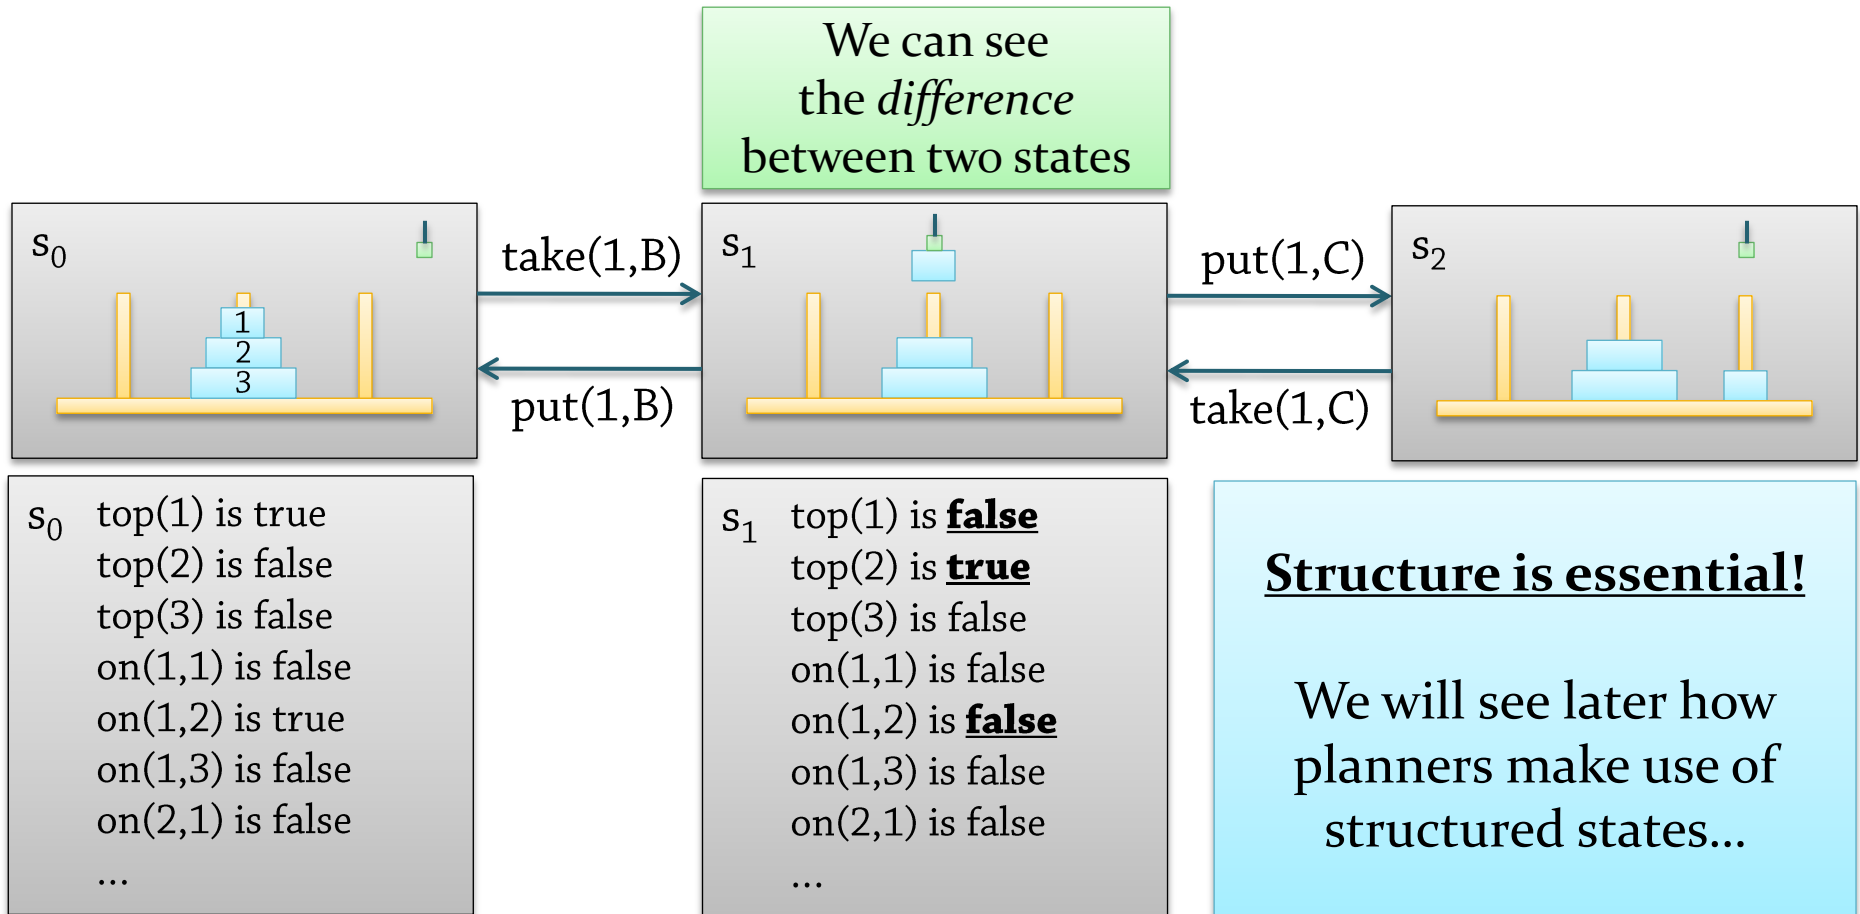 We can see
the difference
between two states
s0
1
2
3
take(1,B)
put(1,B)
s1
put(1,C)
take(1,C)
s2
s0
top(1) is true
top(2) is false
top(3) is false
on(1,1) is false
on(1,2) is true
on(1,3) is false
on(2,1) is false
...
s1
top(1) is false
top(2) is true
top(3) is false
on(1,1) is false
on(1,2) is false
on(1,3) is false
on(2,1) is false
...
Structure is essential!
We will see later how
planners make use of
structured states...